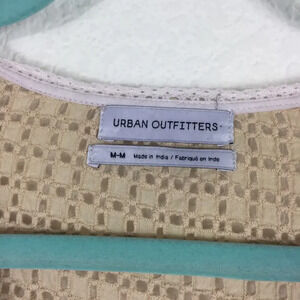 URBAN OUTFITTERS
M-M Made in India / Fabriqué en Inde